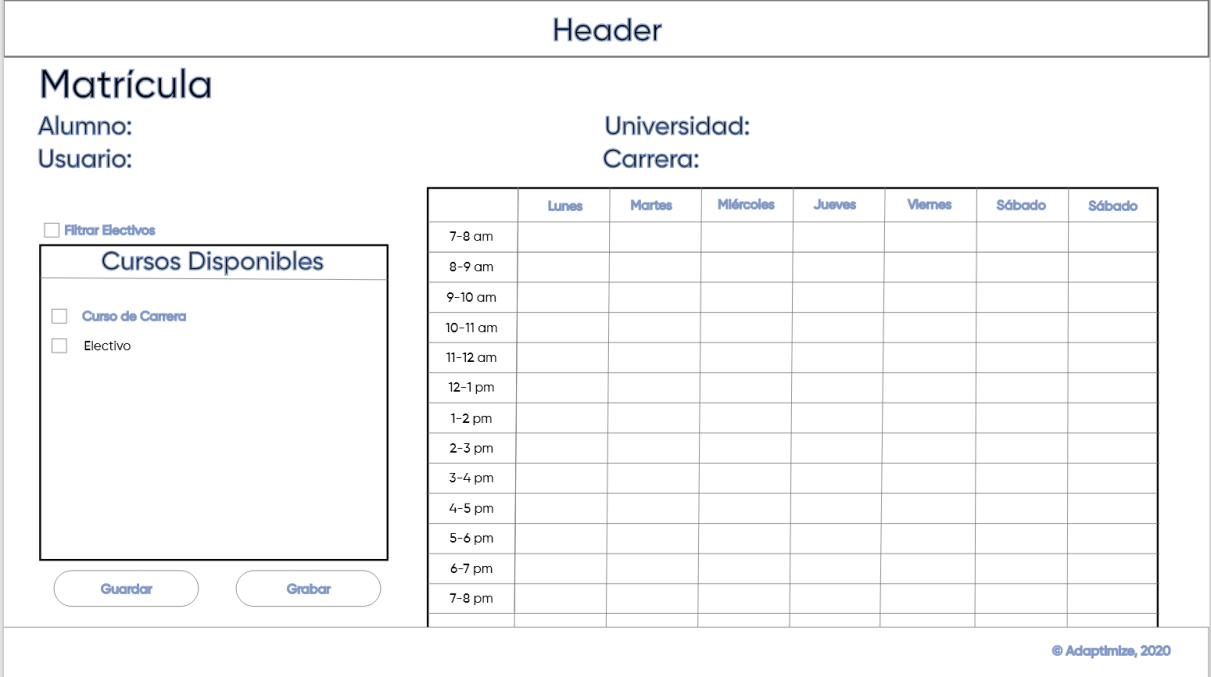 Header
Matrícula
Alumno:
Universidad:
Usuario:
Carrera:
Lunes Martes Miércoles Jueves Viernes Sábado Sábado
Filtrar Electivos
Cursos Disponibles
Curso de Carrera
Electivo
7-8 am
8-9 am
9-10 am
10-11 am
11-12 am
12-1 pm
1-2 pm
2-3 pm
3-4 pm
4-5 pm
5-6 pm
6-7 pm
7-8 pm
Guardar
Grabar
© Adaptimize, 2020